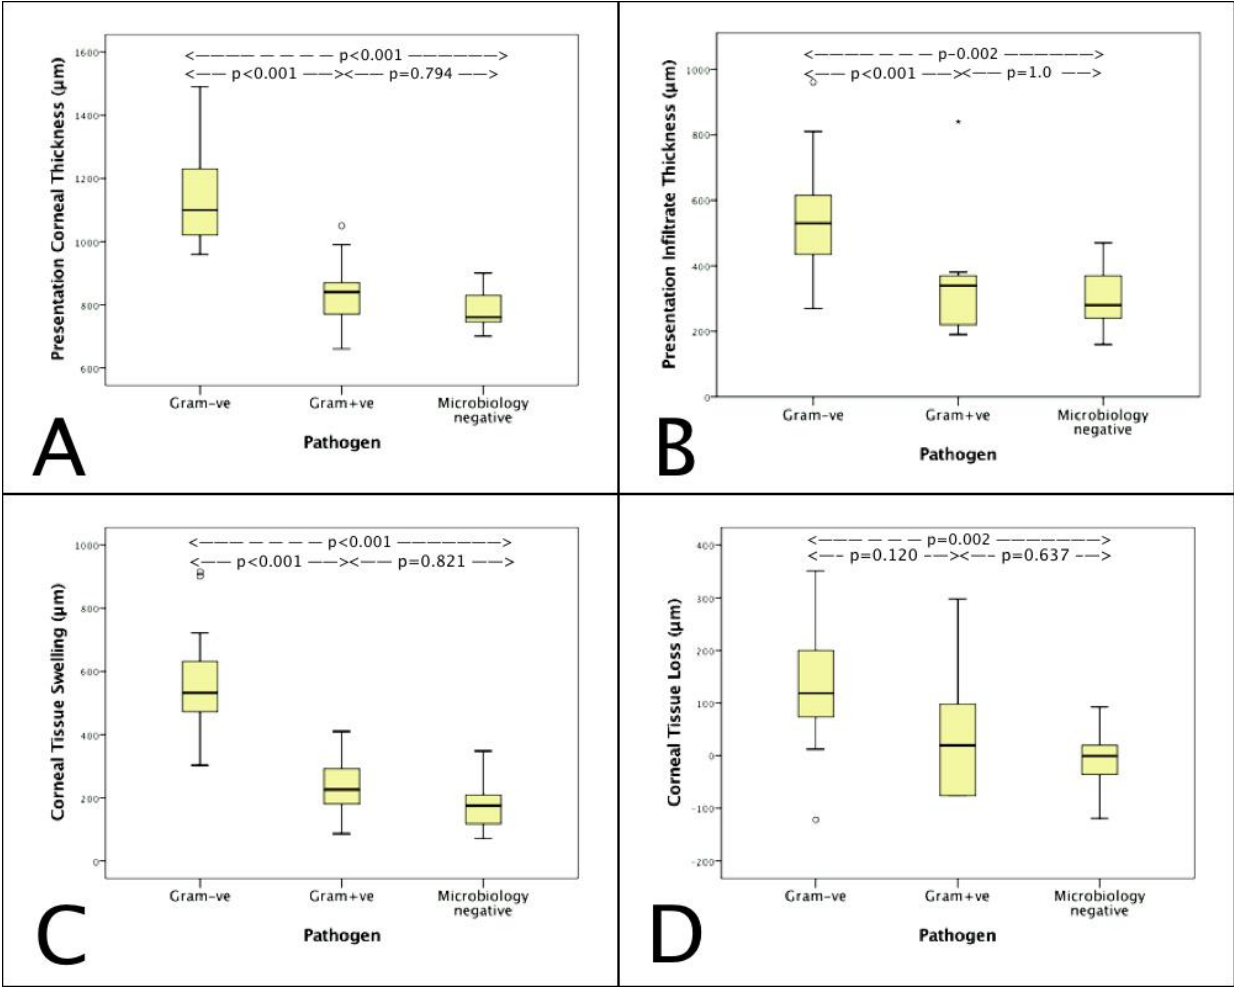 <—— — — — — p<0.001 ——————>
<—— p<0.001 ——><—— p=0.794 ——>
1600
1400
1200
1000
800
600
Presentation Corneal Thickness (µm)
Gram-ve Gram+ve Microbiology
negative
Pathogen
A
<———— — — — p-0.002 ——————>
<—— p<0.001 ——><—— p=1.0 ——>
1000
800
600
400
200
0
Presentation Infiltrate Thickness (µm)
Gram-ve Gram+ve Microbiology
negative
Pathogen
B
<———— — — — p<0.001 ——————>
<—— p<0.001 ——><—— p=0.821 ——>
1000
800
600
400
200
0
Corneal Tissue Swelling (µm)
Gram-ve Gram+ve Microbiology
negative
Pathogen
C
<——— — — — — p=0.002 ——————>
<—– p=0.120 –—><—– p=0.637 –—>
400
300
200
100
0
-100
-200
Corneal Tissue Loss (µm)
Gram-ve Gram+ve Microbiology
negative
Pathogen
D